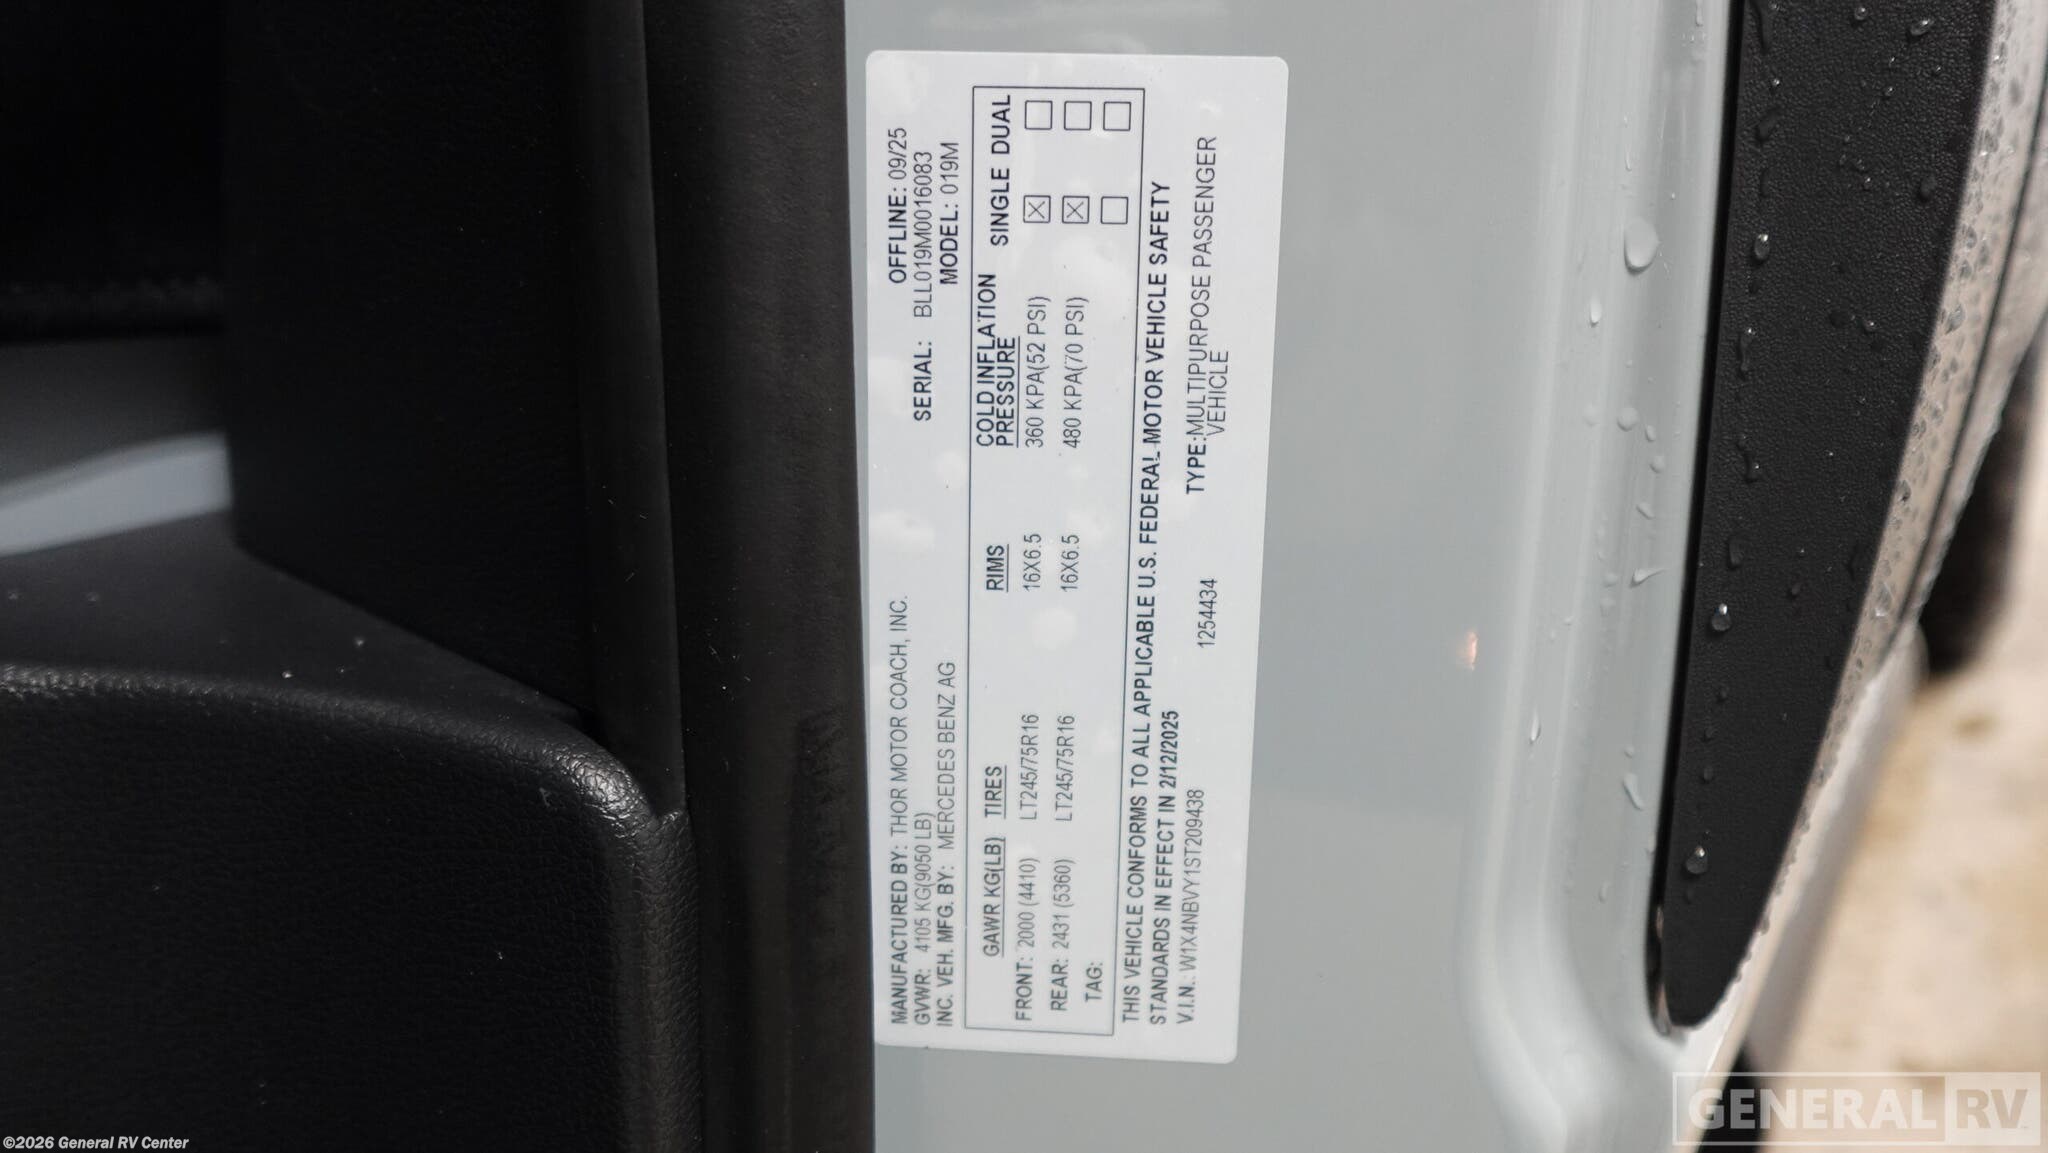 MANUFACTURED BY: THOR MOTOR COACH, INC. OFFLINE: 09/25
GVWR: 4105 KG(9050 LB) SERIAL: BLL019M0016083
INC. VEH. MFG. BY: MERCEDES BENZ AG MODEL: 019M
GAWR KG(LB) TIRES RIMS COLD INFLATION PRESSURE SINGLE DUAL
FRONT: 2000 (4410) LT245/75R16 16X6.5 360 KPA(52 PSI) ☒ ☐
REAR: 2431 (5360) LT245/75R16 16X6.5 480 KPA(70 PSI) ☒ ☐
TAG: ☐ ☐
THIS VEHICLE CONFORMS TO ALL APPLICABLE U.S. FEDERAL MOTOR VEHICLE SAFETY
STANDARDS IN EFFECT IN 2/12/2025
V.I.N.: W1X4NBVY1ST209438 1254434 TYPE:MULTIPURPOSE PASSENGER
VEHICLE
GENERAL RV
©2026 General RV Center